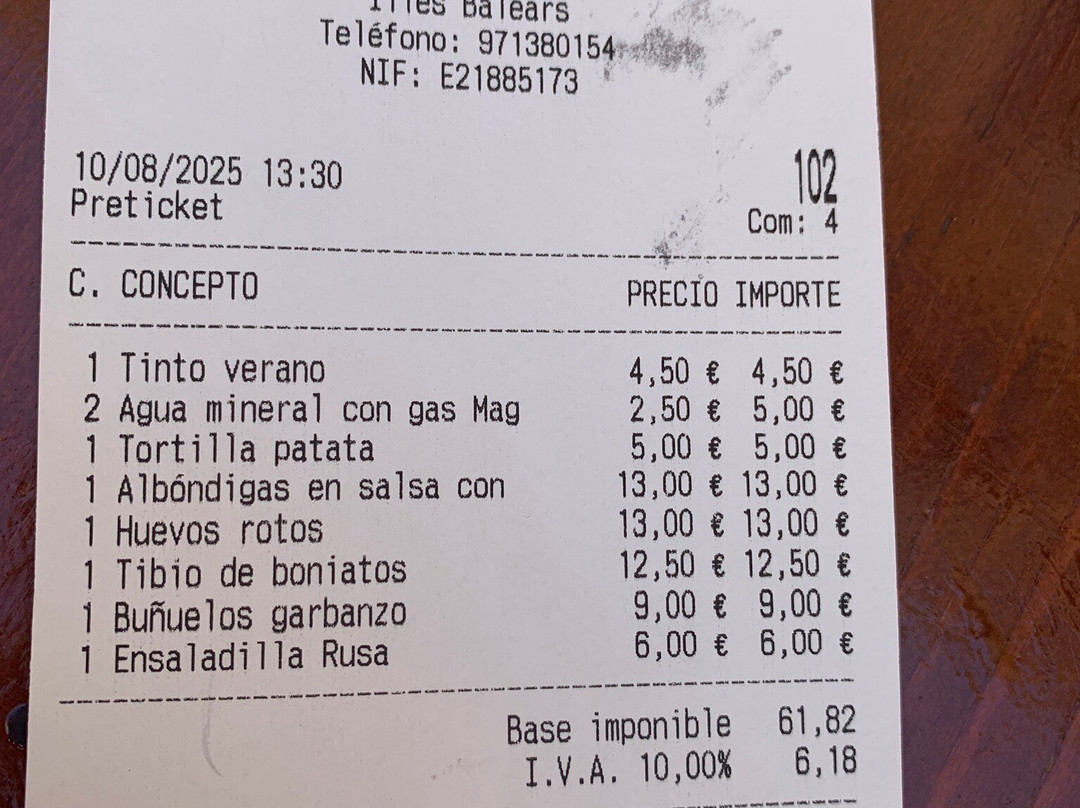 Illes Balears
Teléfono: 971380154
NIF: E21885173
10/08/2025 13:30 102
Preticket Com: 4
C. CONCEPTO PRECIO IMPORTE
1 Tinto verano 4,50 € 4,50 €
2 Agua mineral con gas Mag 2,50 € 5,00 €
1 Tortilla patata 5,00 € 5,00 €
1 Albóndigas en salsa con 13,00 € 13,00 €
1 Huevos rotos 13,00 € 13,00 €
1 Tibio de boniatos 12,50 € 12,50 €
1 Buñuelos garbanzo 9,00 € 9,00 €
1 Ensaladilla Rusa 6,00 € 6,00 €
Base imponible 61,82
I.V.A. 10,00% 6,18